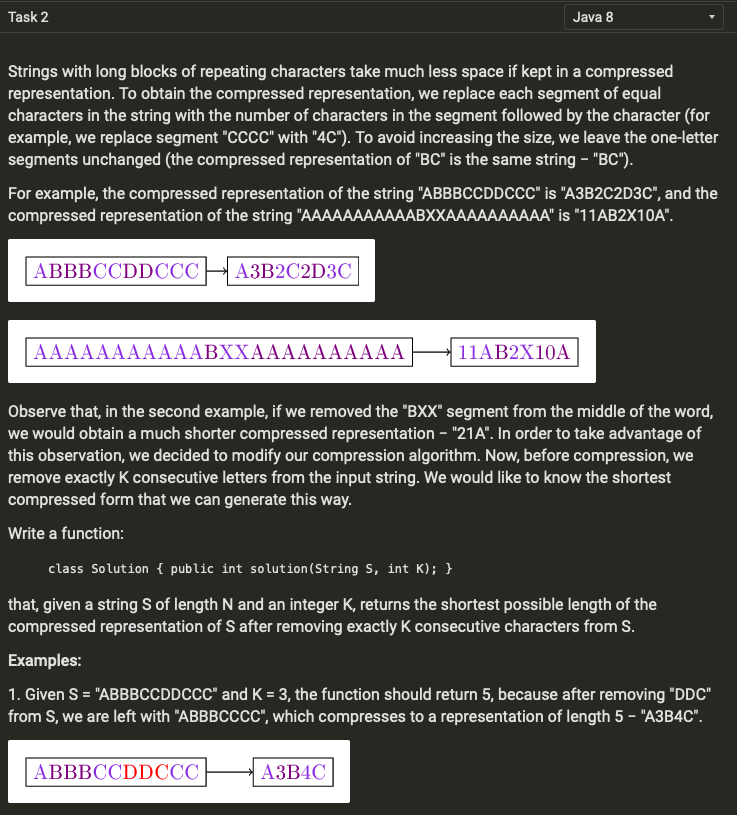 Task 2
Java 8
Strings with long blocks of repeating characters take much less space if kept in a compressed
representation. To obtain the compressed representation, we replace each segment of equal
characters in the string with the number of characters in the segment followed by the character (for
example, we replace segment "CCCC" with "4C"). To avoid increasing the size, we leave the one-letter
segments unchanged (the compressed representation of "BC" is the same string − "BC").
For example, the compressed representation of the string "ABBBCCDDCCC" is "A3B2C2D3C", and the
compressed representation of the string "AAAAAAAAAAABXXAAAAAAAAAA" is "11AB2X10A".
ABBBCCDDCCC → A3B2C2D3C
AAAAAAAAAAABXXAAAAAAAAAA → 11AB2X10A
Observe that, in the second example, if we removed the "BXX" segment from the middle of the word,
we would obtain a much shorter compressed representation − "21A". In order to take advantage of
this observation, we decided to modify our compression algorithm. Now, before compression, we
remove exactly K consecutive letters from the input string. We would like to know the shortest
compressed form that we can generate this way.
Write a function:
class Solution { public int solution(String S, int K); }
that, given a string S of length N and an integer K, returns the shortest possible length of the
compressed representation of S after removing exactly K consecutive characters from S.
Examples:
1. Given S = "ABBBCCDDCCC" and K = 3, the function should return 5, because after removing "DDC"
from S, we are left with "ABBBCCCC", which compresses to a representation of length 5 − "A3B4C".
ABBBCCDDCCC → A3B4C